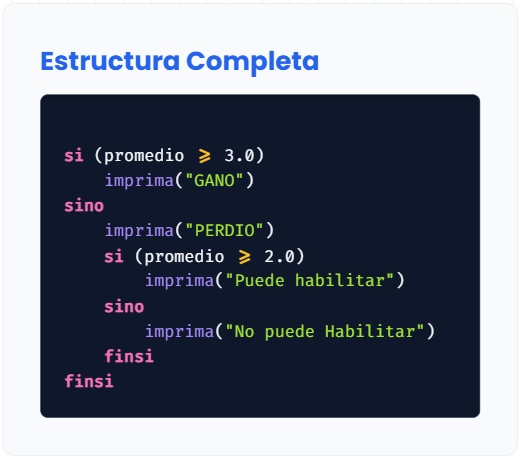 Estructura Completa
si (promedio >= 3.0)
imprima("GANO")
sino
imprima("PERDIO")
si (promedio >= 2.0)
imprima("Puede habilitar")
sino
imprima("No puede Habilitar")
finsi
finsi